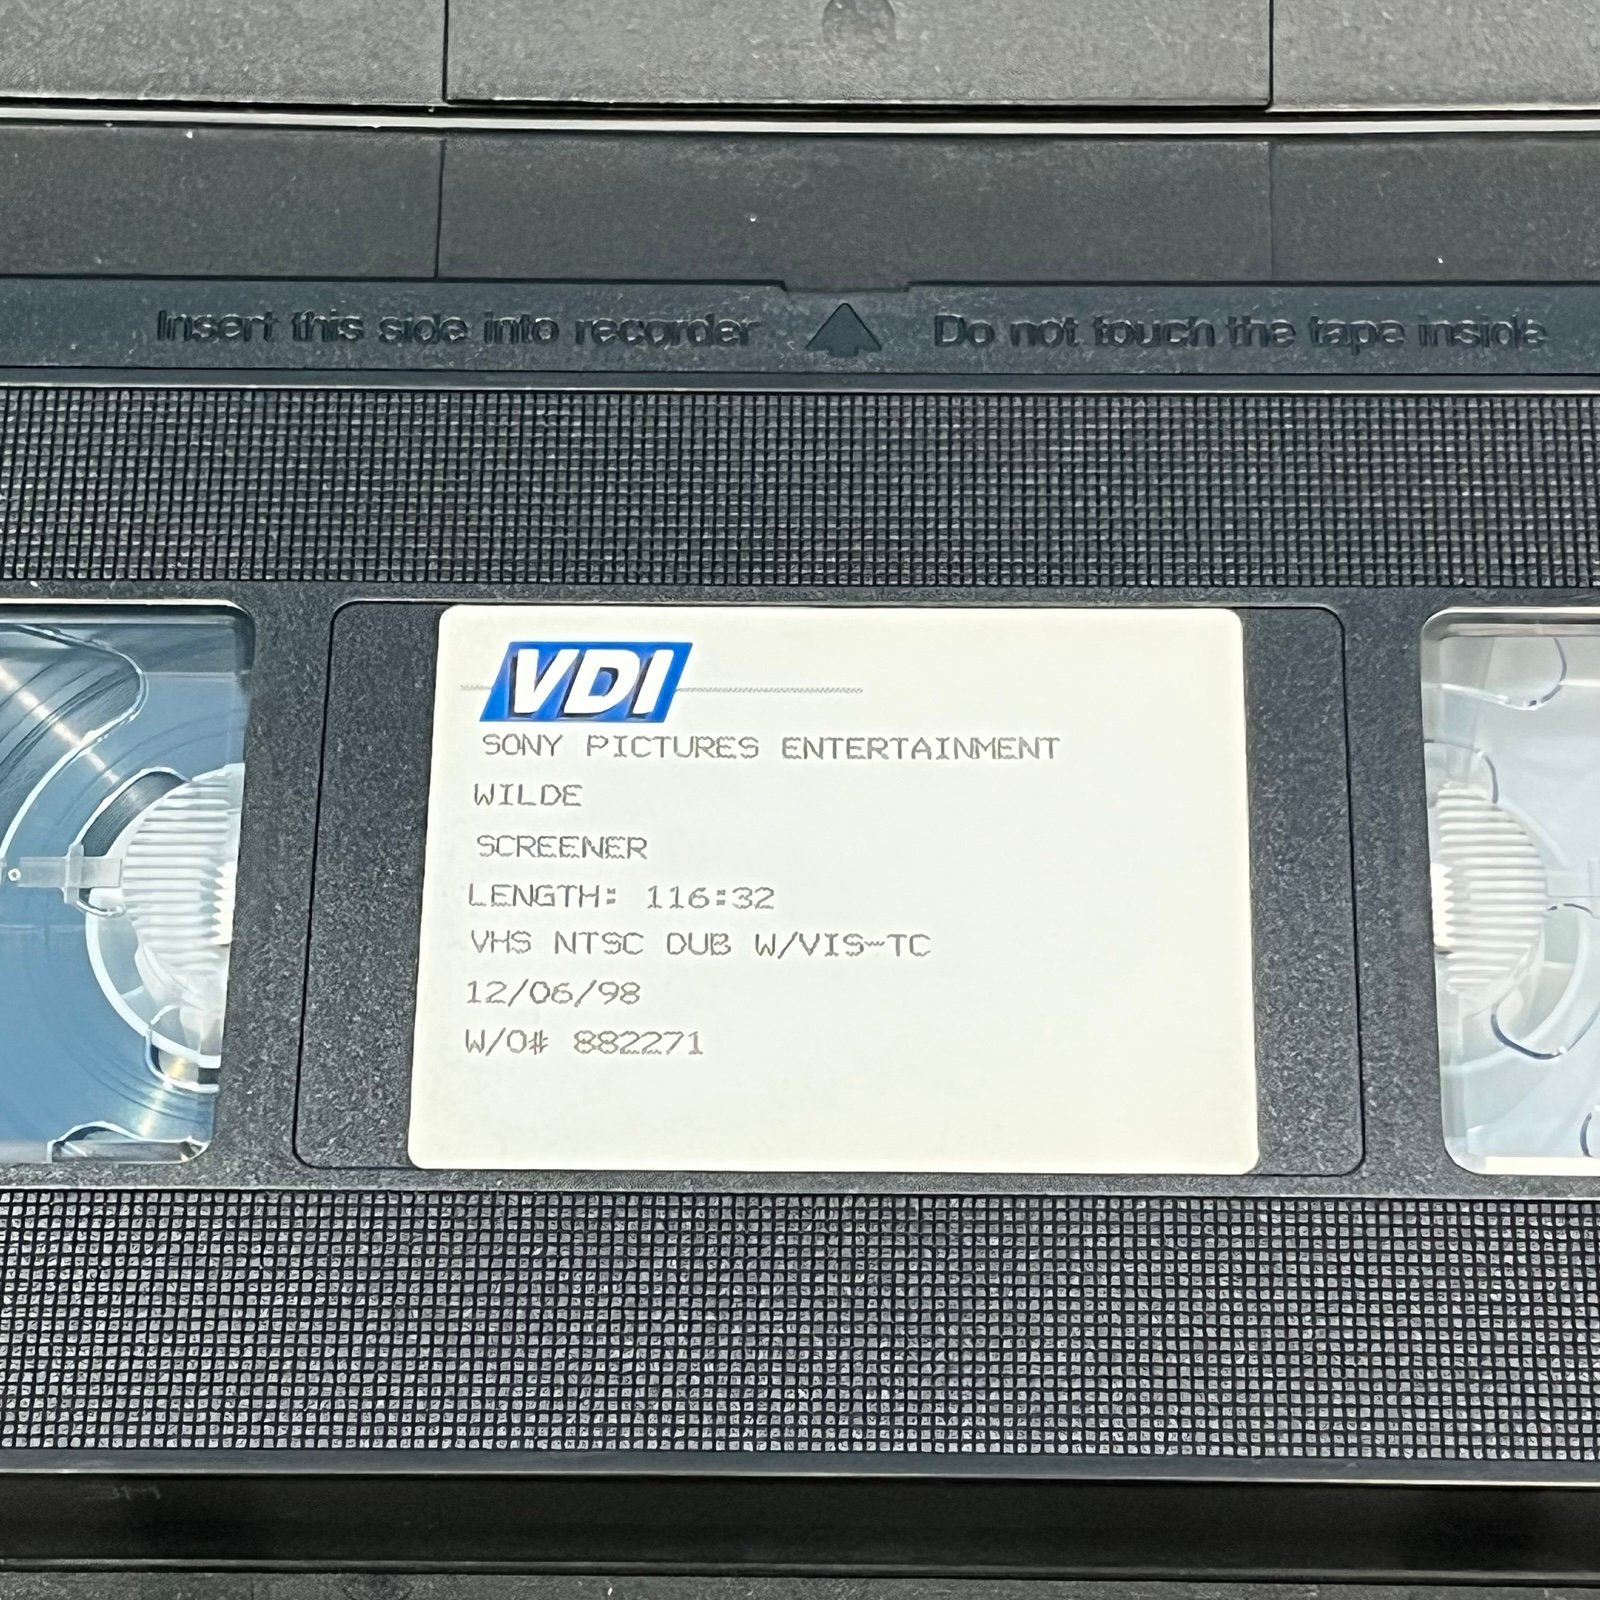 Insert this side into recorder Do not touch the tape inside
VDI
SONY PICTURES ENTERTAINMENT
WILDE
SCREENER
LENGTH: 116:32
VHS NTSC DUB W/VIS-TC
12/06/98
W/O# 882271